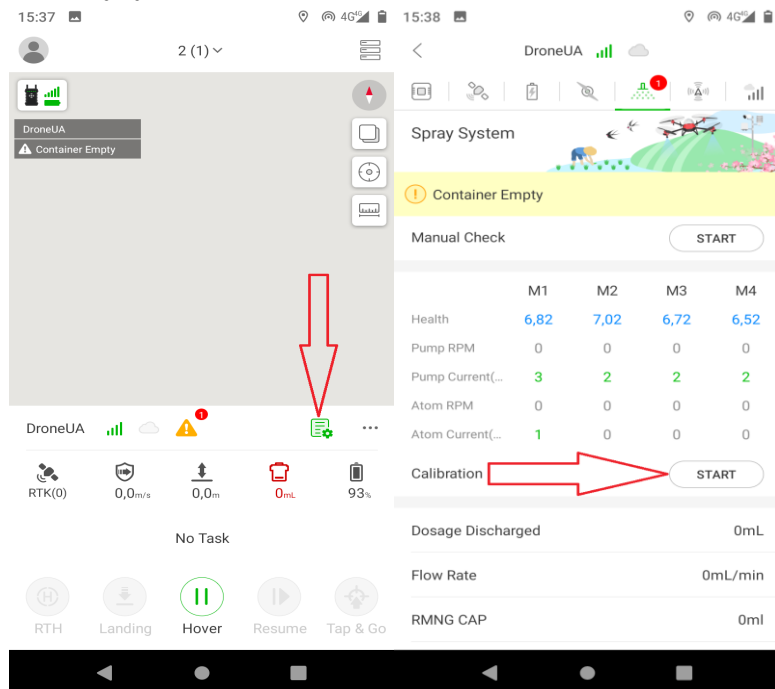 15:37
4G 4G
2 (1)
DroneUA
Container Empty
DroneUA
1
...
RTK(0)
0,0m/s
0,0m
0mL
93%
No Task
H
RTH
Landing
Hover
Resume
Tap & Go
15:38
4G 4G
DroneUA
1
Spray System
Container Empty
Manual Check
START
M1 M2 M3 M4
Health 6,82 7,02 6,72 6,52
Pump RPM 0 0 0 0
Pump Current(... 3 2 2 2
Atom RPM 0 0 0 0
Atom Current(... 1 0 0 0
Calibration START
Dosage Discharged 0mL
Flow Rate 0mL/min
RMNG CAP 0ml